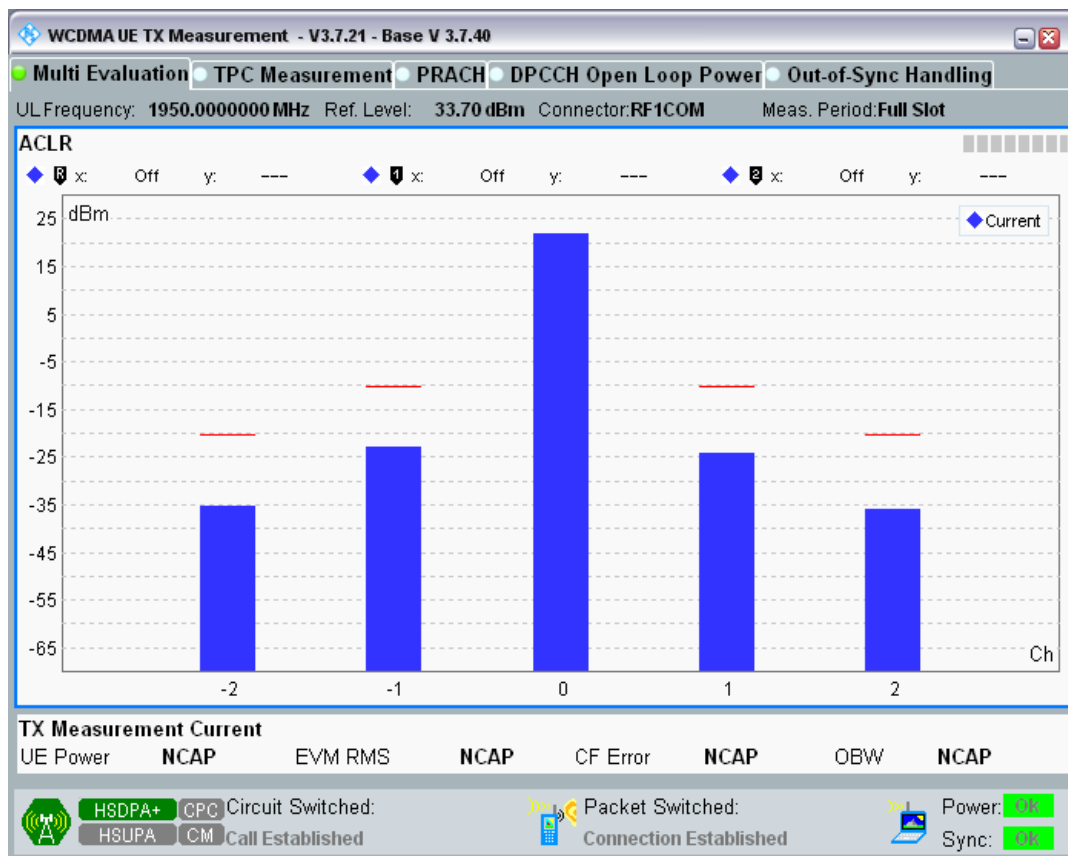 WCDMA UE TX Measurement - V3.7.21 - Base V 3.7.40
Multi Evaluation TPC Measurement PRACH DPCCH Open Loop Power Out-of-Sync Handling
UL Frequency: 1950.0000000 MHz Ref. Level: 33.70 dBm Connector:RF1COM Meas. Period:Full Slot
ACLR
R x: Off y: --- 1 x: Off y: --- 2 x: Off y: ---
dBm
Current
25
15
5
-5
-15
-25
-35
-45
-55
-65
Ch
-2 -1 0 1 2
TX Measurement Current
UE Power NCAP EVM RMS NCAP CF Error NCAP OBW NCAP
HSDPA+ CPC Circuit Switched: Packet Switched: Power: OK
HSUPA CM Call Established Connection Established Sync: OK